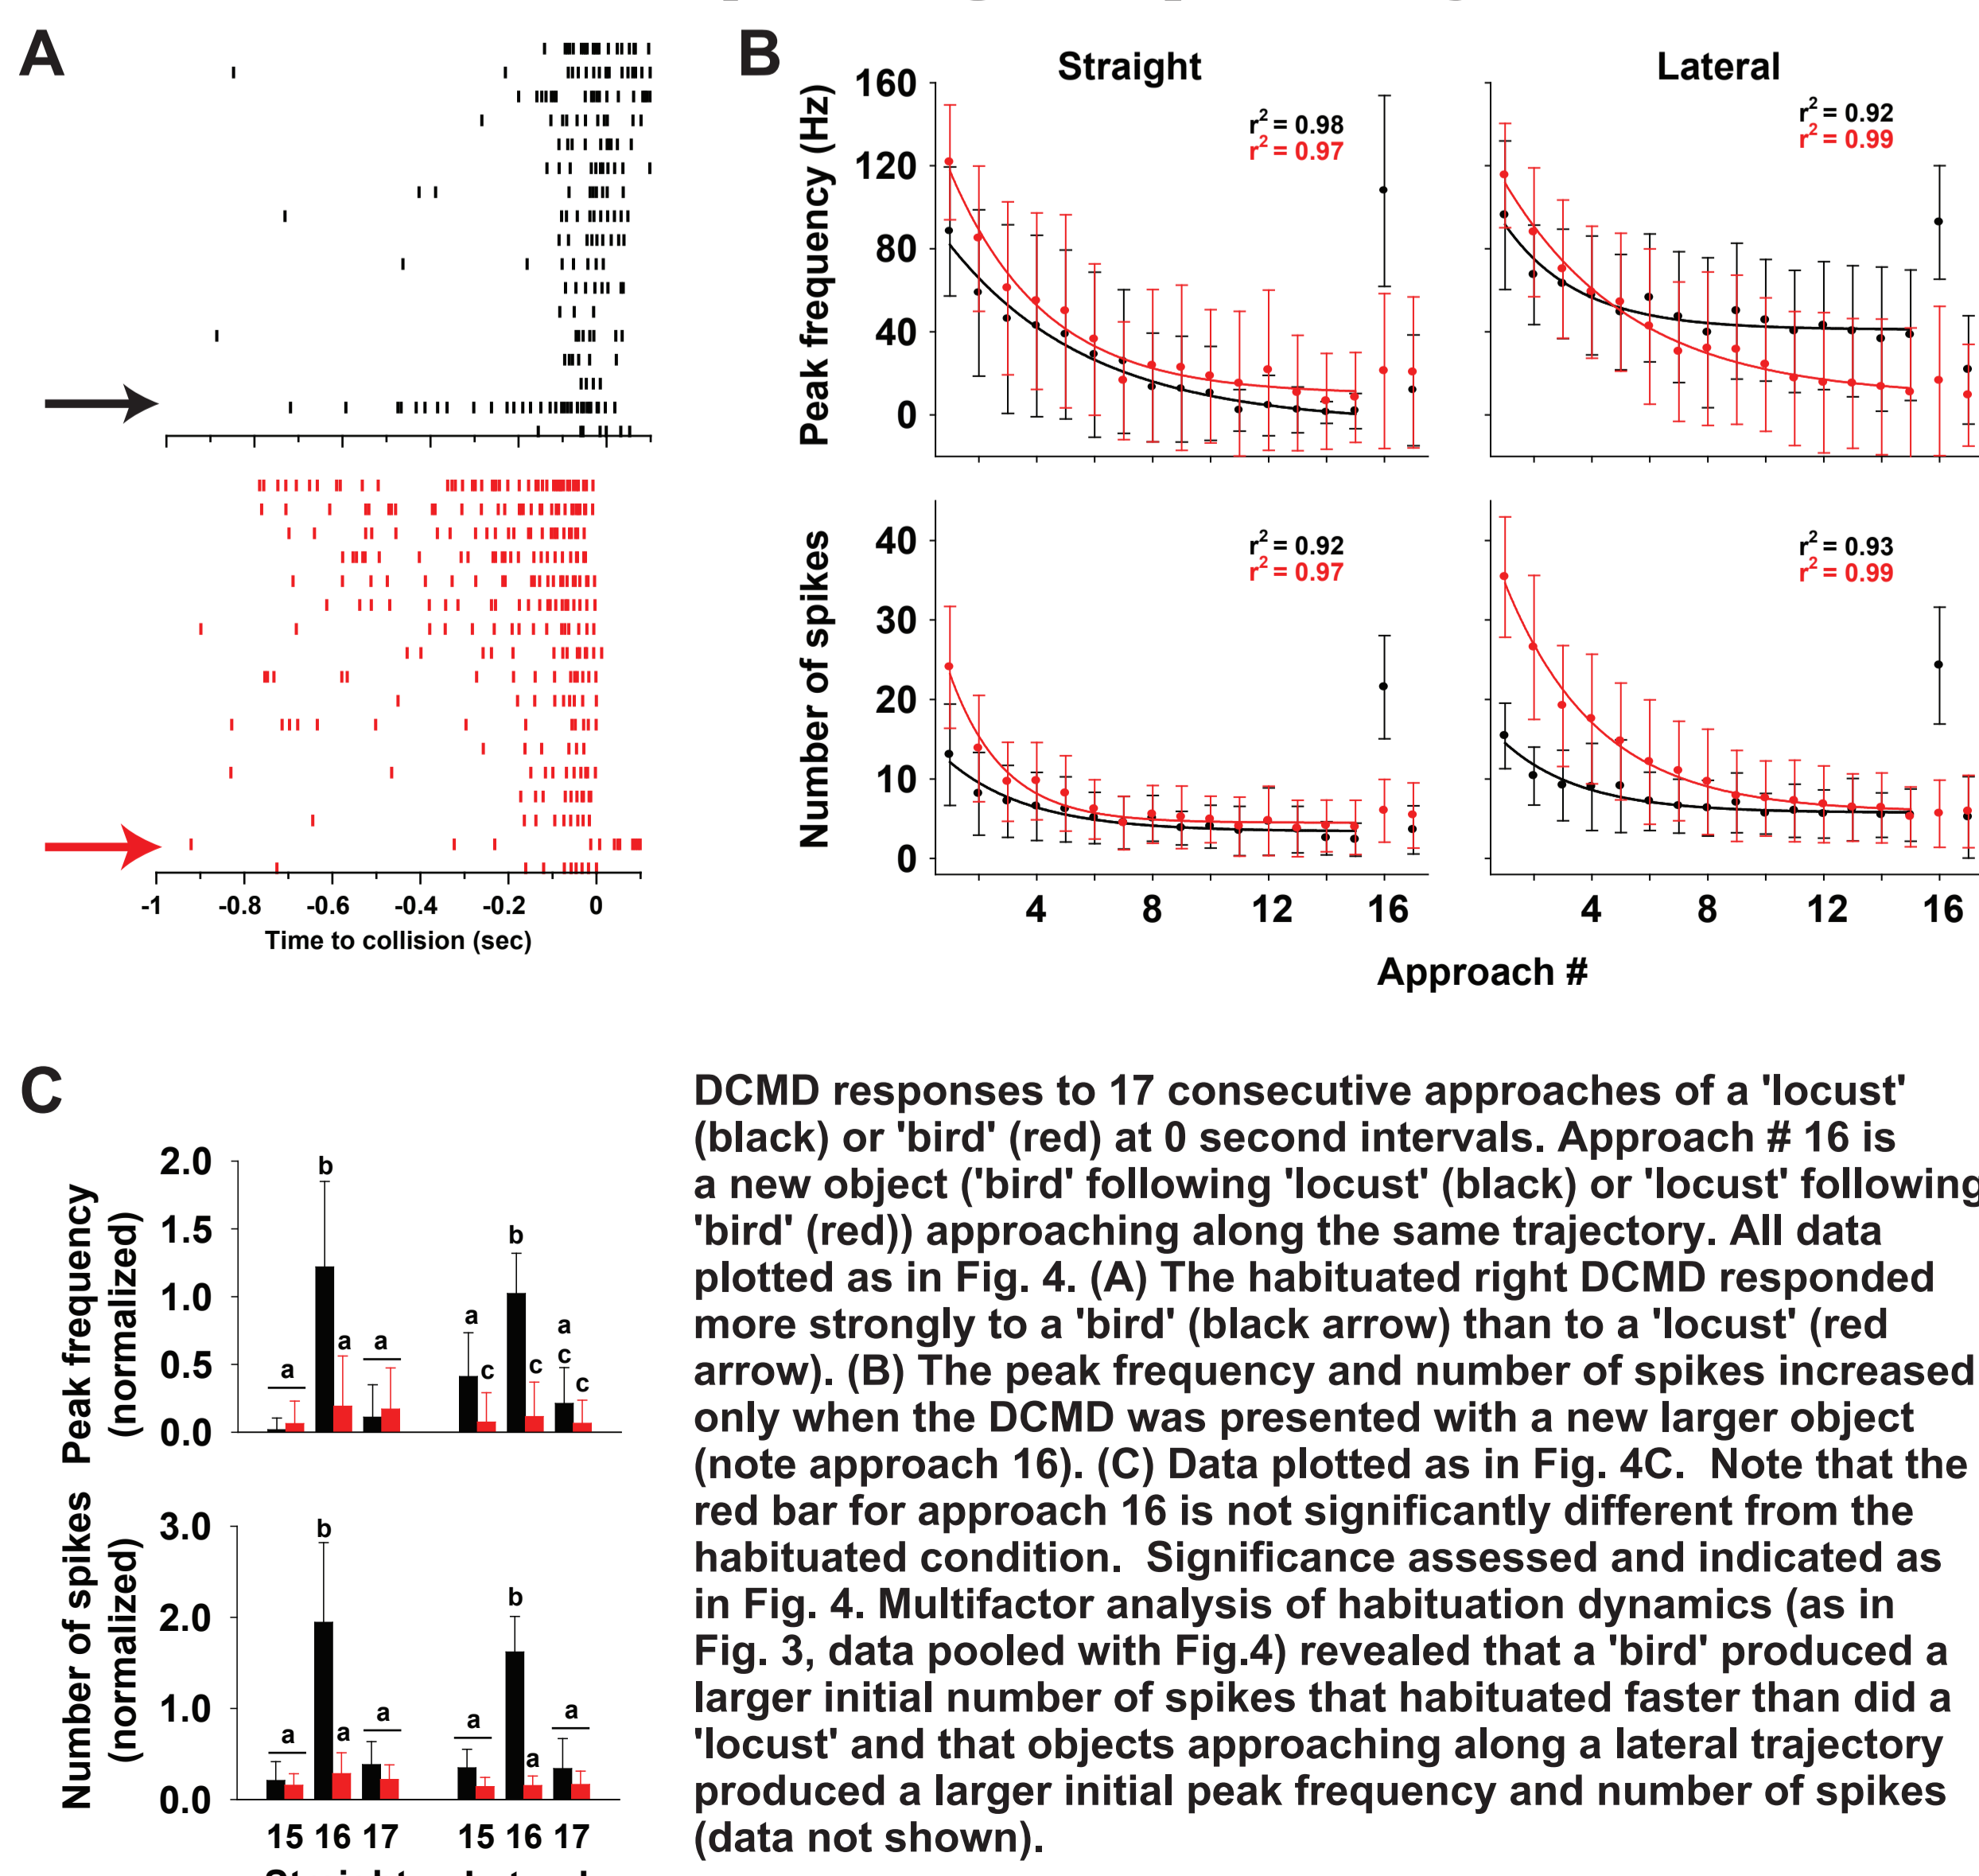 A
-1 -0.8 -0.6 -0.4 -0.2 0
Time to collision (sec)
B
Straight
Lateral
Peak frequency (Hz)
160
120
80
40
0
r2 = 0.98
r2 = 0.97
r2 = 0.92
r2 = 0.99
Number of spikes
40
30
20
10
0
r2 = 0.92
r2 = 0.97
r2 = 0.93
r2 = 0.99
4 8 12 16
4 8 12 16
Approach #
C
Peak frequency
(normalized)
2.0
1.5
1.0
0.5
0.0
a b a a
a c b c a c c
Number of spikes
(normalized)
3.0
2.0
1.0
0.0
a b a a
a b a a
15 16 17 15 16 17
DCMD responses to 17 consecutive approaches of a 'locust'
(black) or 'bird' (red) at 0 second intervals. Approach # 16 is
a new object ('bird' following 'locust' (black) or 'locust' following
'bird' (red)) approaching along the same trajectory. All data
plotted as in Fig. 4. (A) The habituated right DCMD responded
more strongly to a 'bird' (black arrow) than to a 'locust' (red
arrow). (B) The peak frequency and number of spikes increased
only when the DCMD was presented with a new larger object
(note approach 16). (C) Data plotted as in Fig. 4C. Note that the
red bar for approach 16 is not significantly different from the
habituated condition. Significance assessed and indicated as
in Fig. 4. Multifactor analysis of habituation dynamics (as in
Fig. 3, data pooled with Fig.4) revealed that a 'bird' produced a
larger initial number of spikes that habituated faster than did a
'locust' and that objects approaching along a lateral trajectory
produced a larger initial peak frequency and number of spikes
(data not shown).